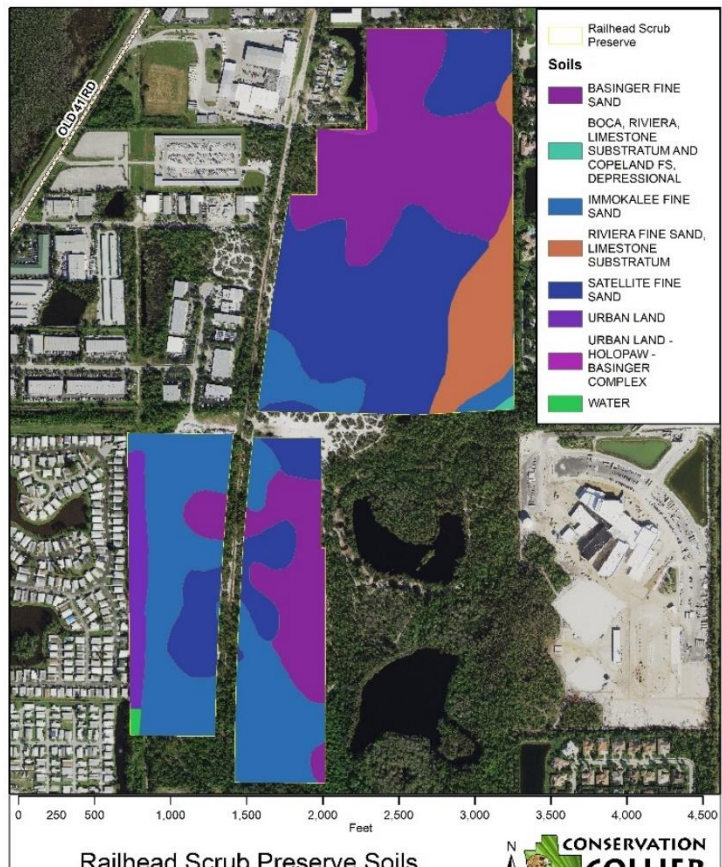 OLD 41 RD
Railhead Scrub
Preserve
Soils
BASINGER FINE
SAND
BOCA, RIVIERA,
LIMESTONE
SUBSTRATUM AND
COPELAND FS,
DEPRESSIONAL
IMMOKALEE FINE
SAND
RIVIERA FINE SAND,
LIMESTONE
SUBSTRATUM
SATELLITE FINE
SAND
URBAN LAND
URBAN LAND -
HOLOPAW -
BASINGER
COMPLEX
WATER
0 250 500 1,000 1,500 2,000 2,500 3,000 3,500 4,000 4,500
Feet
Railhead Scrub Preserve Soils
N
CONSERVATION
COLLIER